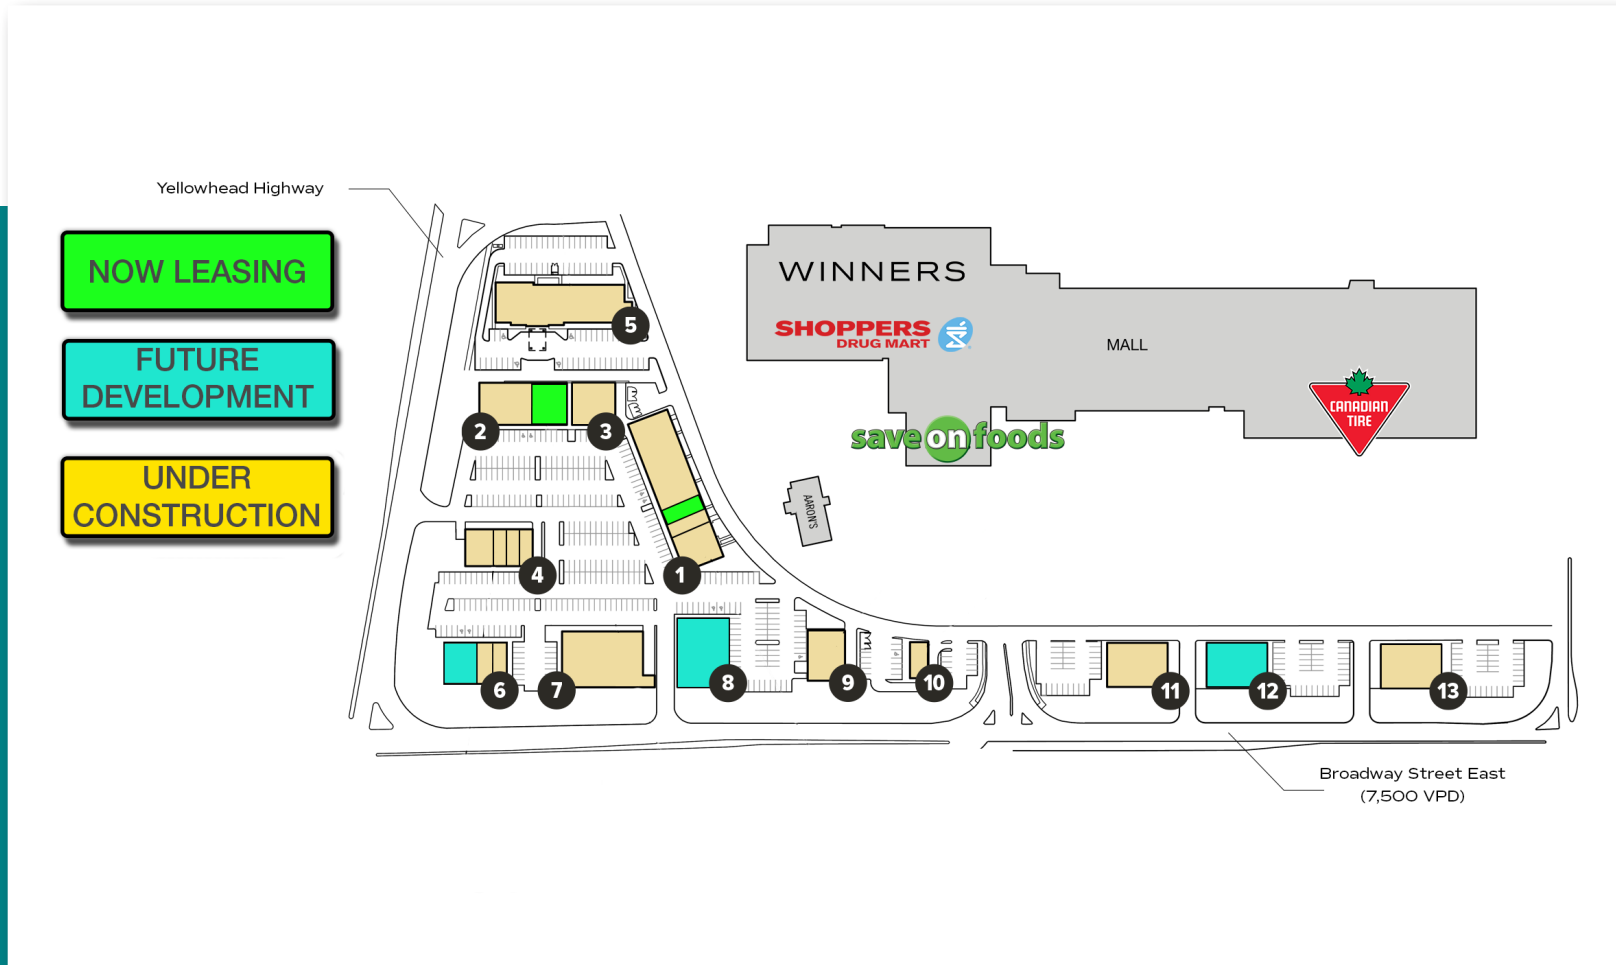 Yellowhead Highway
NOW LEASING
FUTURE
DEVELOPMENT
UNDER
CONSTRUCTION
WINNERS
SHOPPERS
DRUG MART
MALL
CANADIAN
TIRE
save on foods
AARON'S
5
2
3
4
1
6
7
8
9
10
11
12
13
Broadway Street East
(7,500 VPD)